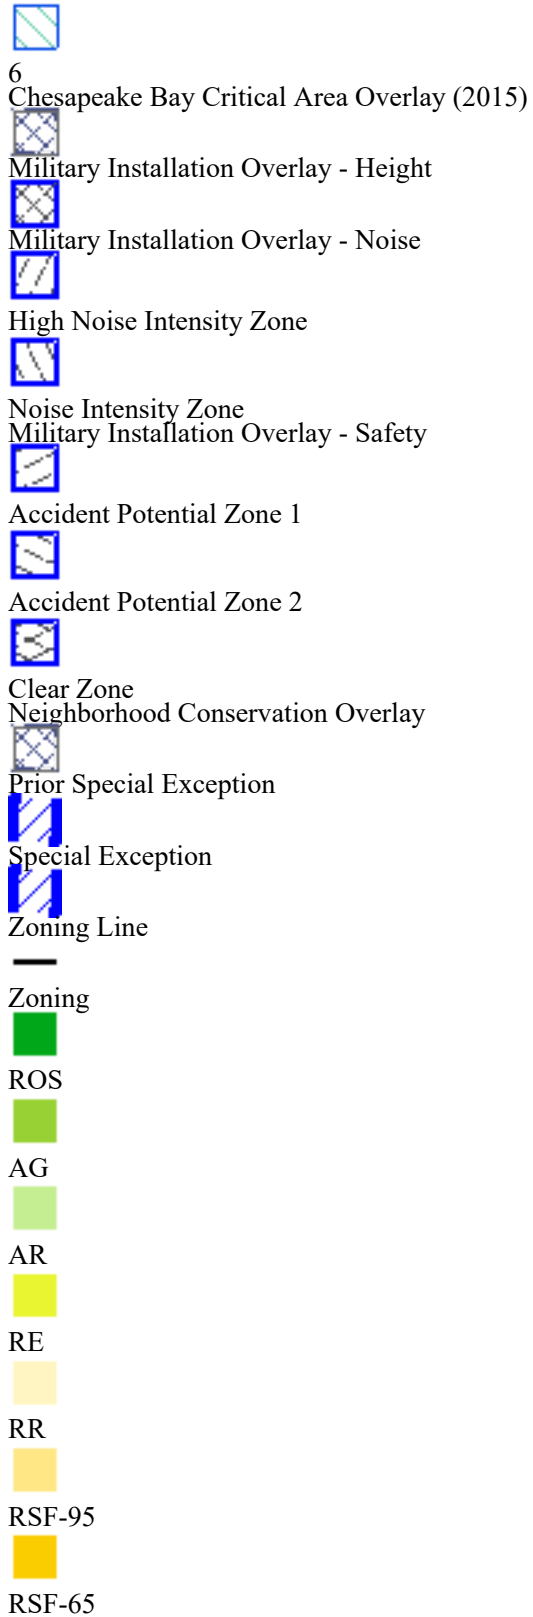 6
Chesapeake Bay Critical Area Overlay (2015)
Military Installation Overlay - Height
Military Installation Overlay - Noise
High Noise Intensity Zone
Noise Intensity Zone
Military Installation Overlay - Safety
Accident Potential Zone 1
Accident Potential Zone 2
Clear Zone
Neighborhood Conservation Overlay
Prior Special Exception
Special Exception
Zoning Line
Zoning
ROS
AG
AR
RE
RR
RSF-95
RSF-65